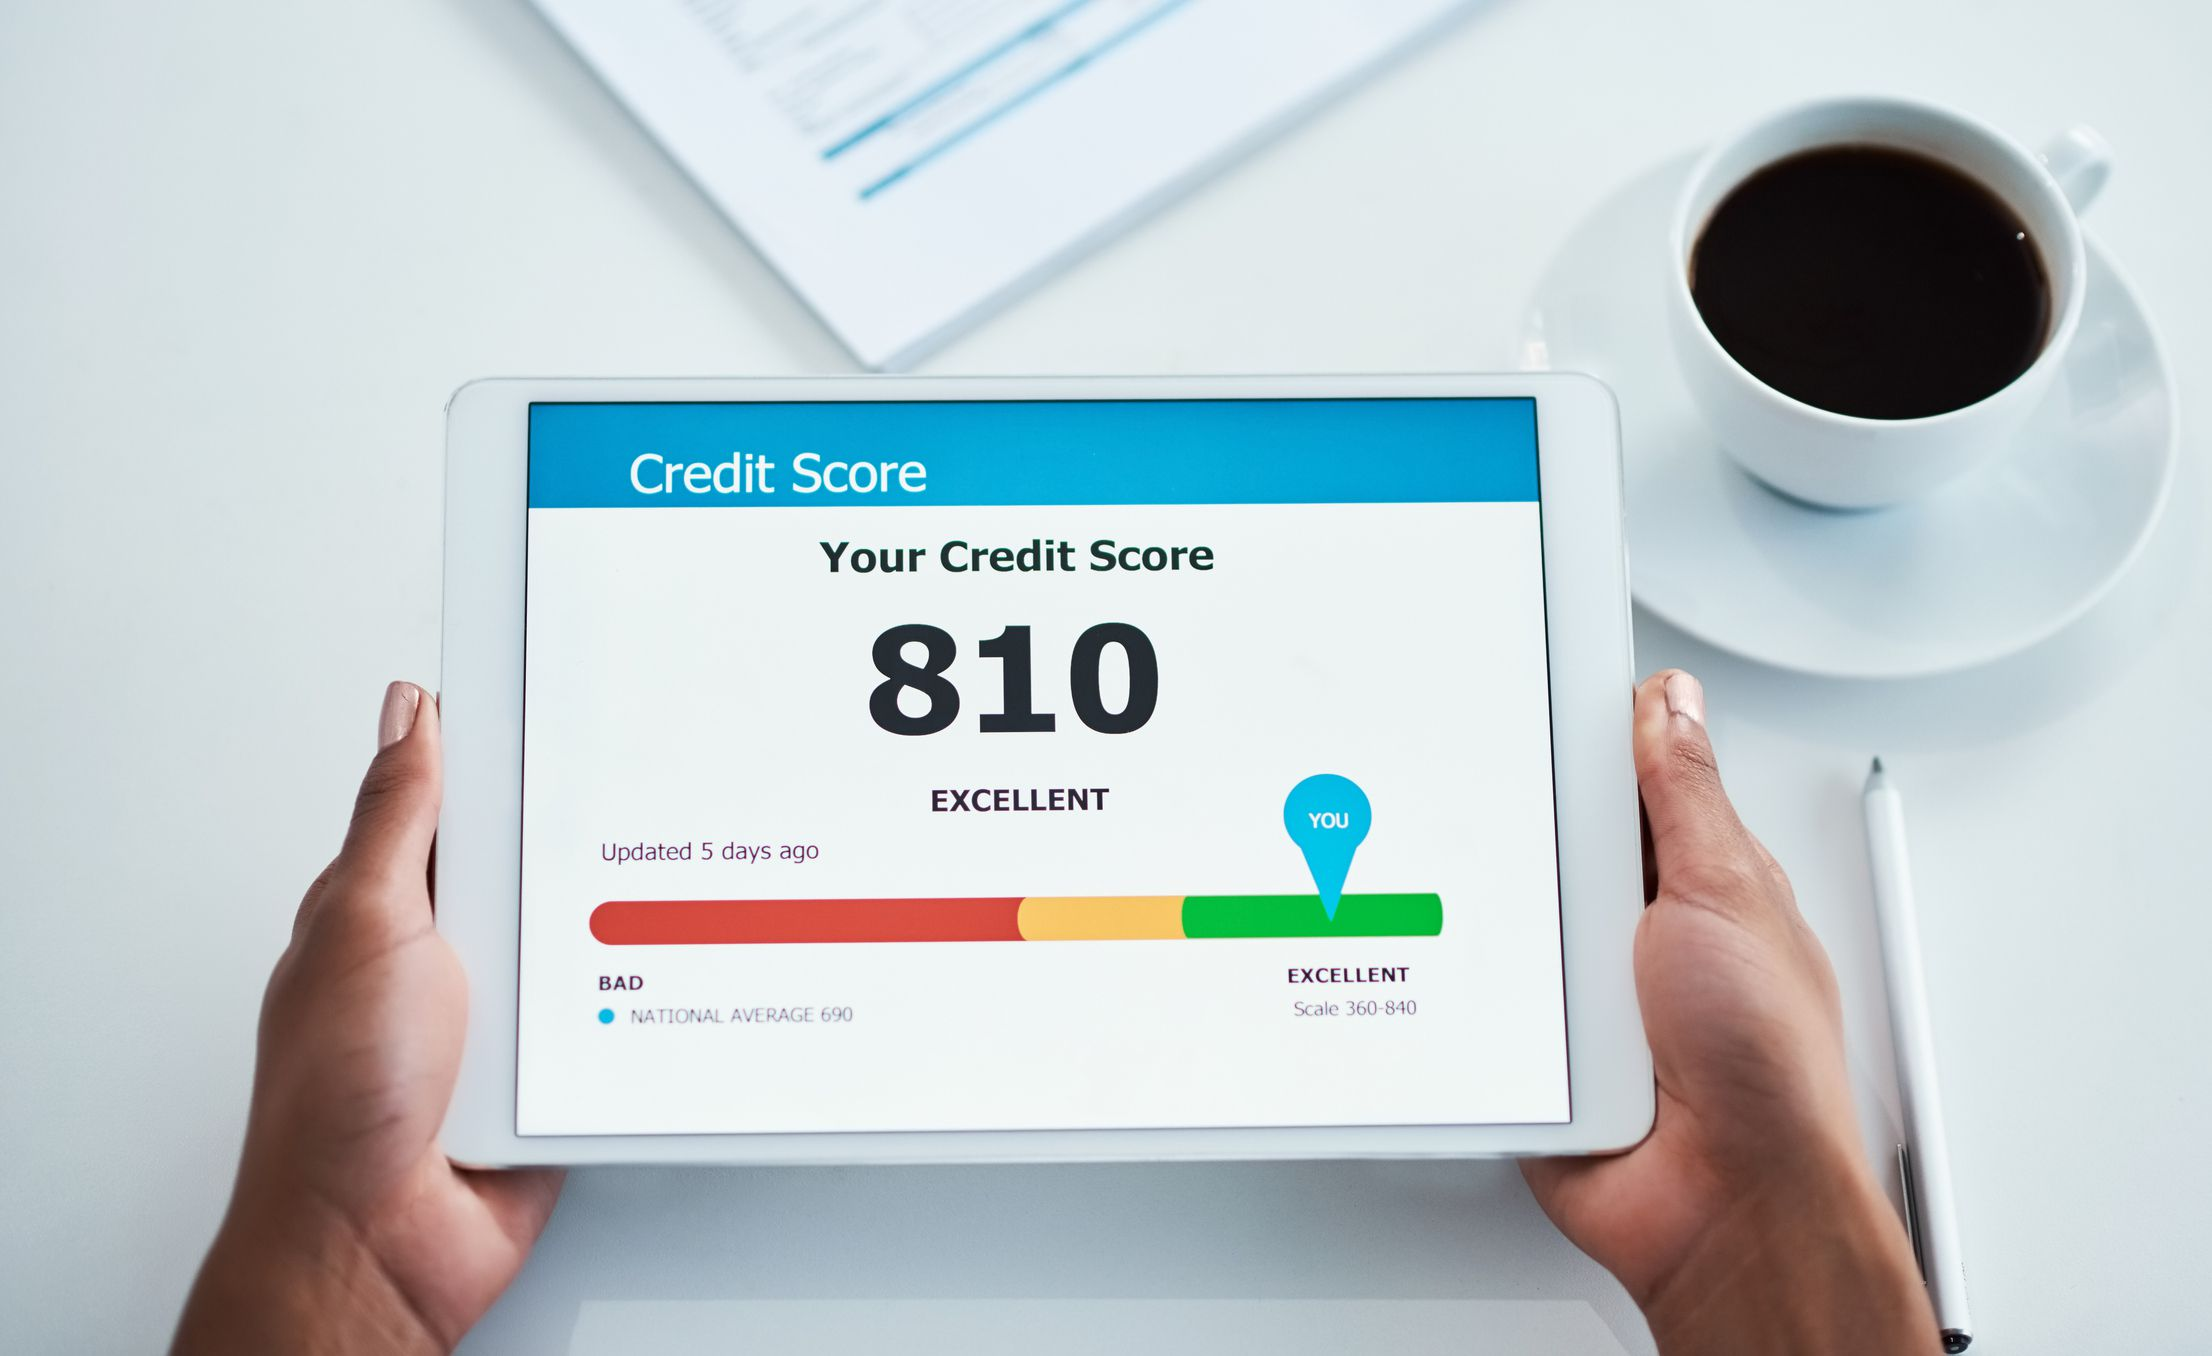 Credit Score
Your Credit Score
810
EXCELLENT
YOU
Updated 5 days ago
BAD
EXCELLENT
NATIONAL AVERAGE 690
Scale 360-840